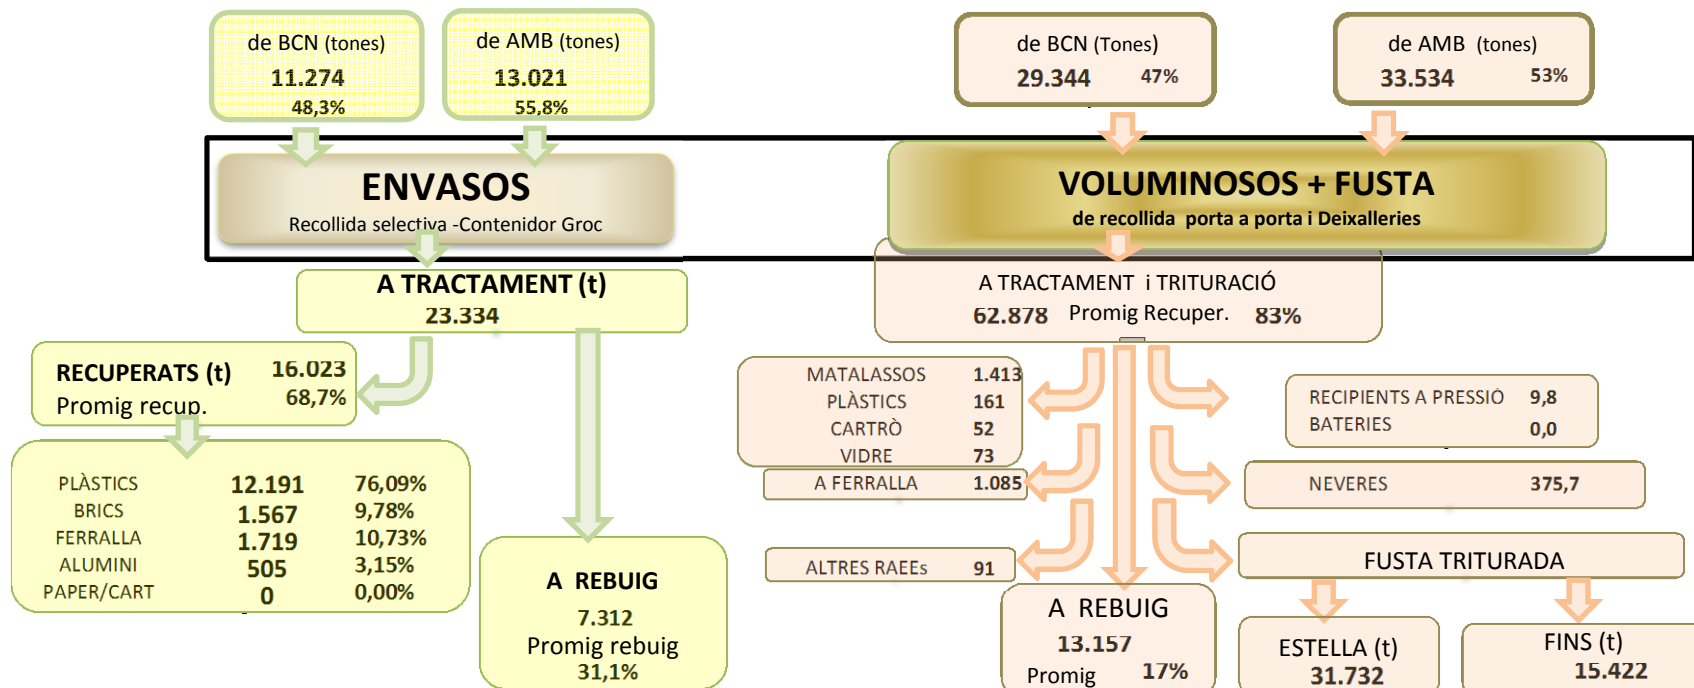 de BCN (tones)
11.274
48,3%
de AMB (tones)
13.021
55,8%
de BCN (Tones)
29.344 47%
de AMB (tones)
33.534 53%
ENVASOS
Recollida selectiva -Contenidor Groc
VOLUMINOSOS + FUSTA
de recollida porta a porta i Deixalleries
A TRACTAMENT (t)
23.334
A TRACTAMENT i TRITURACIÓ
62.878 Promig Recuper. 83%
RECUPERATS (t) 16.023
Promig recup. 68,7%
PLÀSTICS 12.191 76,09%
BRICS 1.567 9,78%
FERRALLA 1.719 10,73%
ALUMINI 505 3,15%
PAPER/CART 0 0,00%
A REBUIG
7.312
Promig rebuig
31,1%
MATALASSOS 1.413
PLÀSTICS 161
CARTRÒ 52
VIDRE 73
A FERRALLA 1.085
ALTRES RAEEs 91
A REBUIG
13.157
Promig 17%
RECIPIENTS A PRESSIÓ 9,8
BATERIES 0,0
NEVERES 375,7
FUSTA TRITURADA
ESTELLA (t)
31.732
FINS (t)
15.422